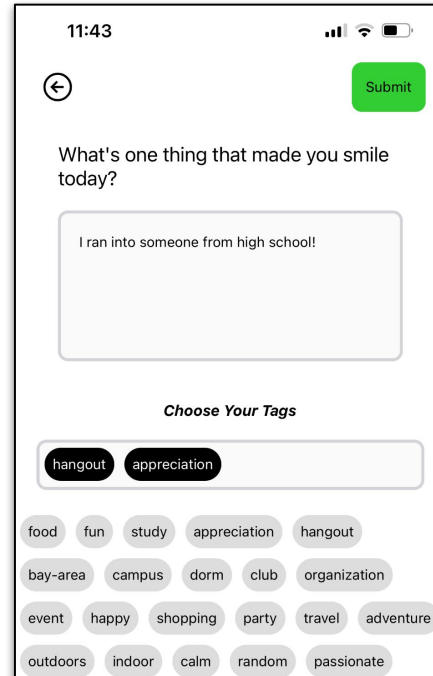 11:43
Submit
What's one thing that made you smile
today?
I ran into someone from high school!
Choose Your Tags
hangout appreciation
food fun study appreciation hangout
bay-area campus dorm club organization
event happy shopping party travel adventure
outdoors indoor calm random passionate